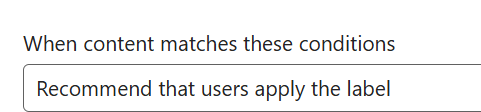 When content matches these conditions
Recommend that users apply the label